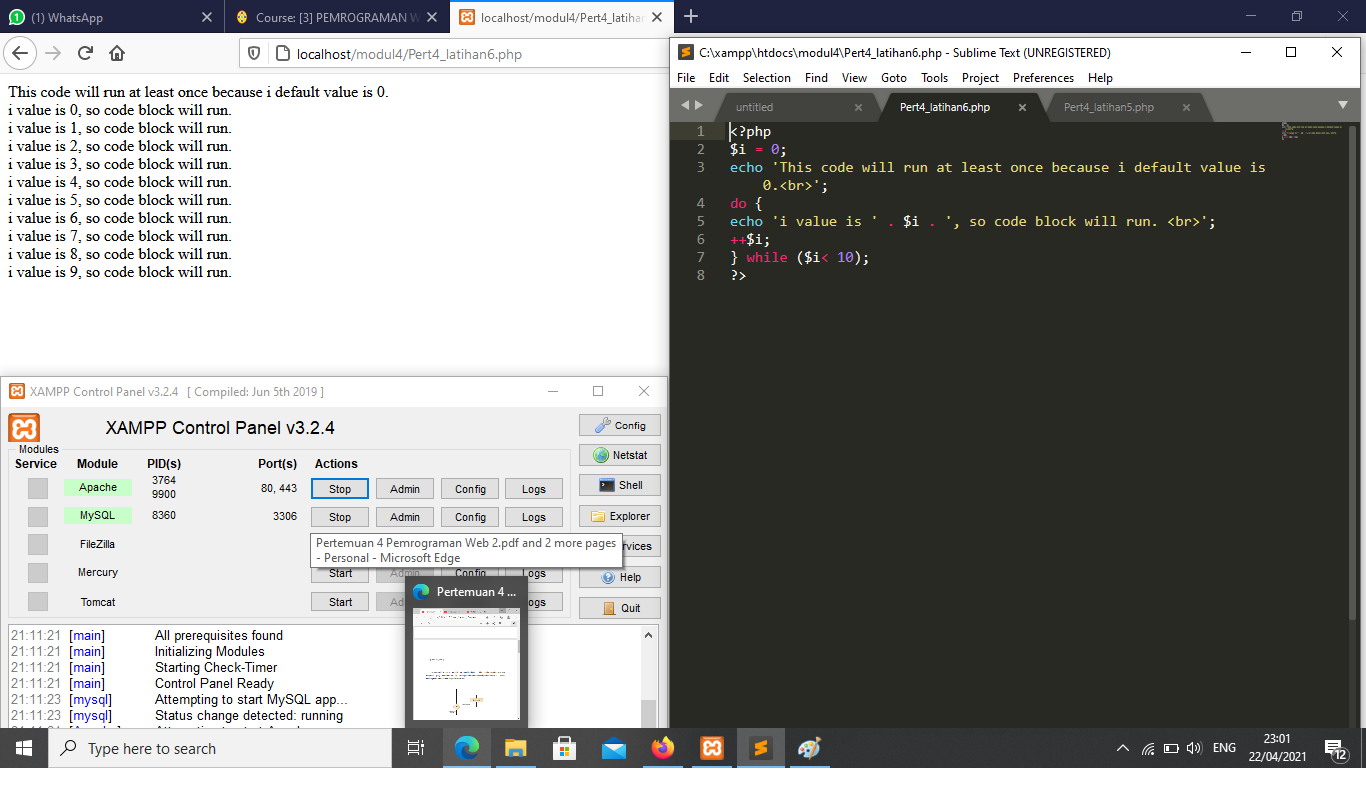 (1) WhatsApp
Course: [3] PEMROGRAMAN W
localhost/modul4/Pert4_latihan
localhost/modul4/Pert4_latihan6.php
This code will run at least once because i default value is 0.
i value is 0, so code block will run.
i value is 1, so code block will run.
i value is 2, so code block will run.
i value is 3, so code block will run.
i value is 4, so code block will run.
i value is 5, so code block will run.
i value is 6, so code block will run.
i value is 7, so code block will run.
i value is 8, so code block will run.
i value is 9, so code block will run.
C:\xampp\htdocs\modul4\Pert4_latihan6.php - Sublime Text (UNREGISTERED)
File Edit Selection Find View Goto Tools Project Preferences Help
untitled Pert4_latihan6.php Pert4_latihan5.php
1 <?php
2 $i = 0;
3 echo 'This code will run at least once because i default value is
0.<br>';
4 do {
5 echo 'i value is ' . $i . ', so code block will run. <br>';
6 ++$i;
7 } while ($i< 10);
8 ?>
XAMPP Control Panel v3.2.4 [ Compiled: Jun 5th 2019 ]
XAMPP Control Panel v3.2.4
Config
Netstat
Shell
Explorer
rvices
Help
Quit
Modules
Service Module PID(s) Port(s) Actions
Apache 3764 9900 80, 443 Stop Admin Config Logs
MySQL 8360 3306 Stop Admin Config Logs
FileZilla
Mercury Start Admin Config Logs
Tomcat Start Ad ogs
Pertemuan 4 Pemrograman Web 2.pdf and 2 more pages
- Personal - Microsoft Edge
Pertemuan 4 ...
21:11:21 [main] All prerequisites found
21:11:21 [main] Initializing Modules
21:11:21 [main] Starting Check-Timer
21:11:21 [main] Control Panel Ready
21:11:23 [mysql] Attempting to start MySQL app...
21:11:23 [mysql] Status change detected: running
Type here to search
ENG
23:01
22/04/2021
12